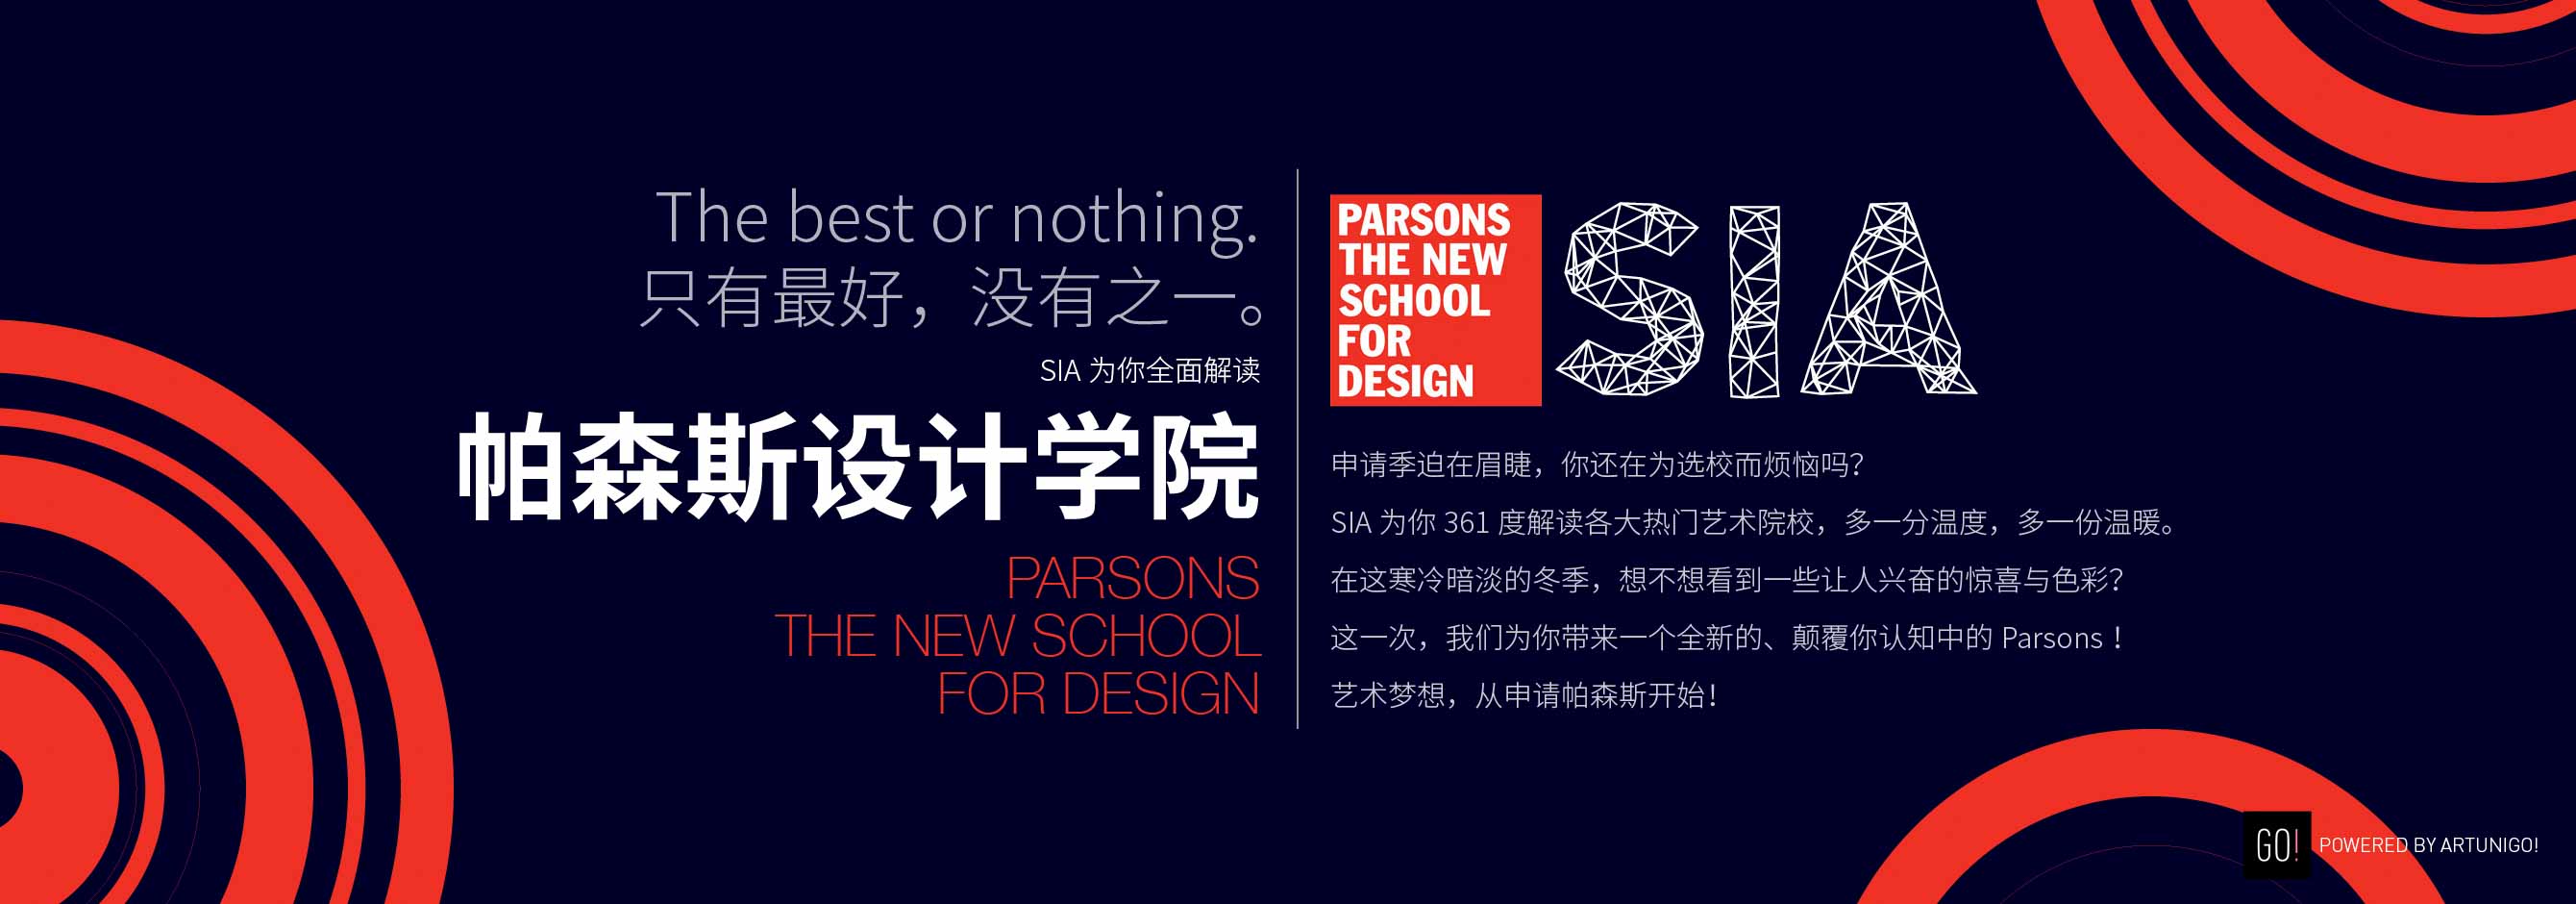 The best or nothing.
只有最好，没有之一。
SIA 为你全面解读
帕森斯设计学院
PARSONS
THE NEW SCHOOL
FOR DESIGN
PARSONS
THE NEW
SCHOOL
FOR
DESIGN
SIA
申请季迫在眉睫，你还在为选校而烦恼吗？
SIA 为你 361 度解读各大热门艺术院校，多一分温度，多一份温暖。
在这寒冷暗淡的冬季，想不想看到一些让人兴奋的惊喜与色彩？
这一次，我们为你带来一个全新的、颠覆你认知中的 Parsons！
艺术梦想，从申请帕森斯开始！
GO! POWERED BY ARTUNIGO!